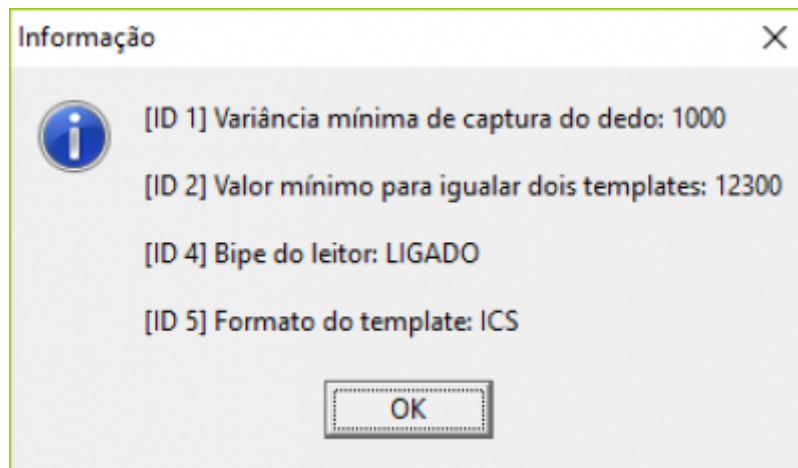 Informação
[ID 1] Variância mínima de captura do dedo: 1000
[ID 2] Valor mínimo para igualar dois templates: 12300
[ID 4] Bipe do leitor: LIGADO
[ID 5] Formato do template: ICS
OK